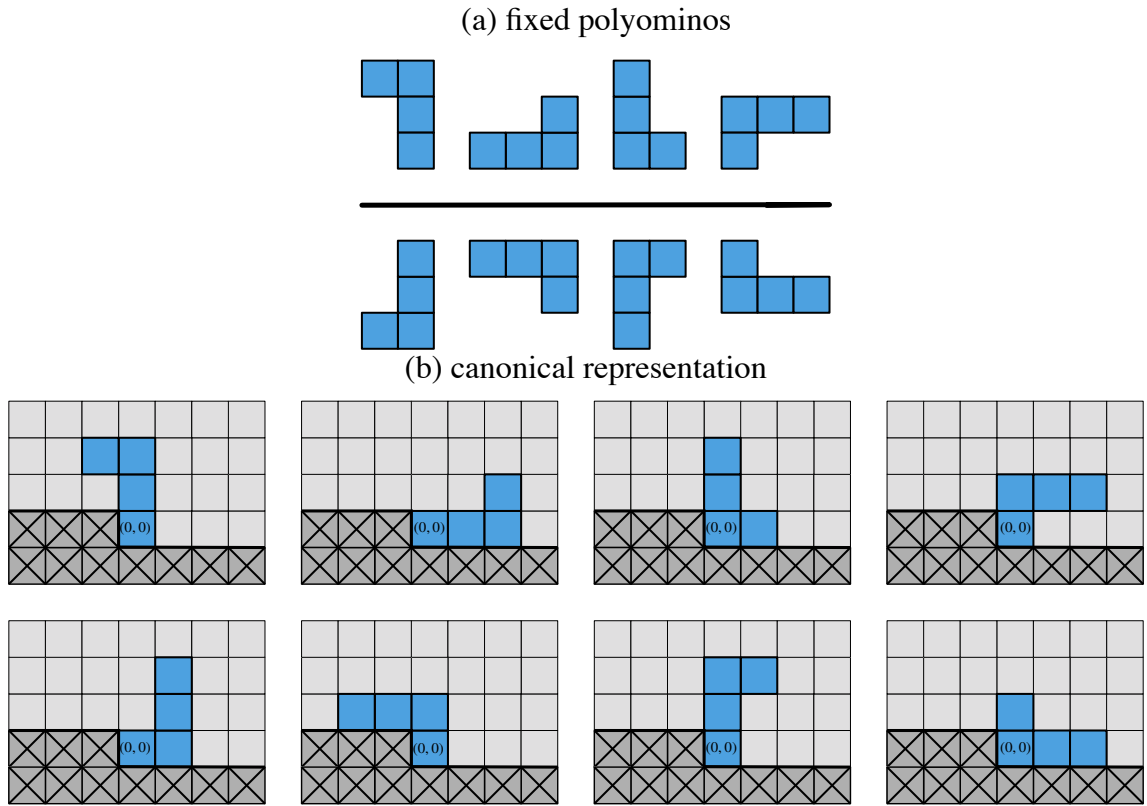 (a) fixed polyominos
(b) canonical representation
(0, 0) (0, 0) (0, 0) (0, 0)
(0, 0) (0, 0) (0, 0) (0, 0)